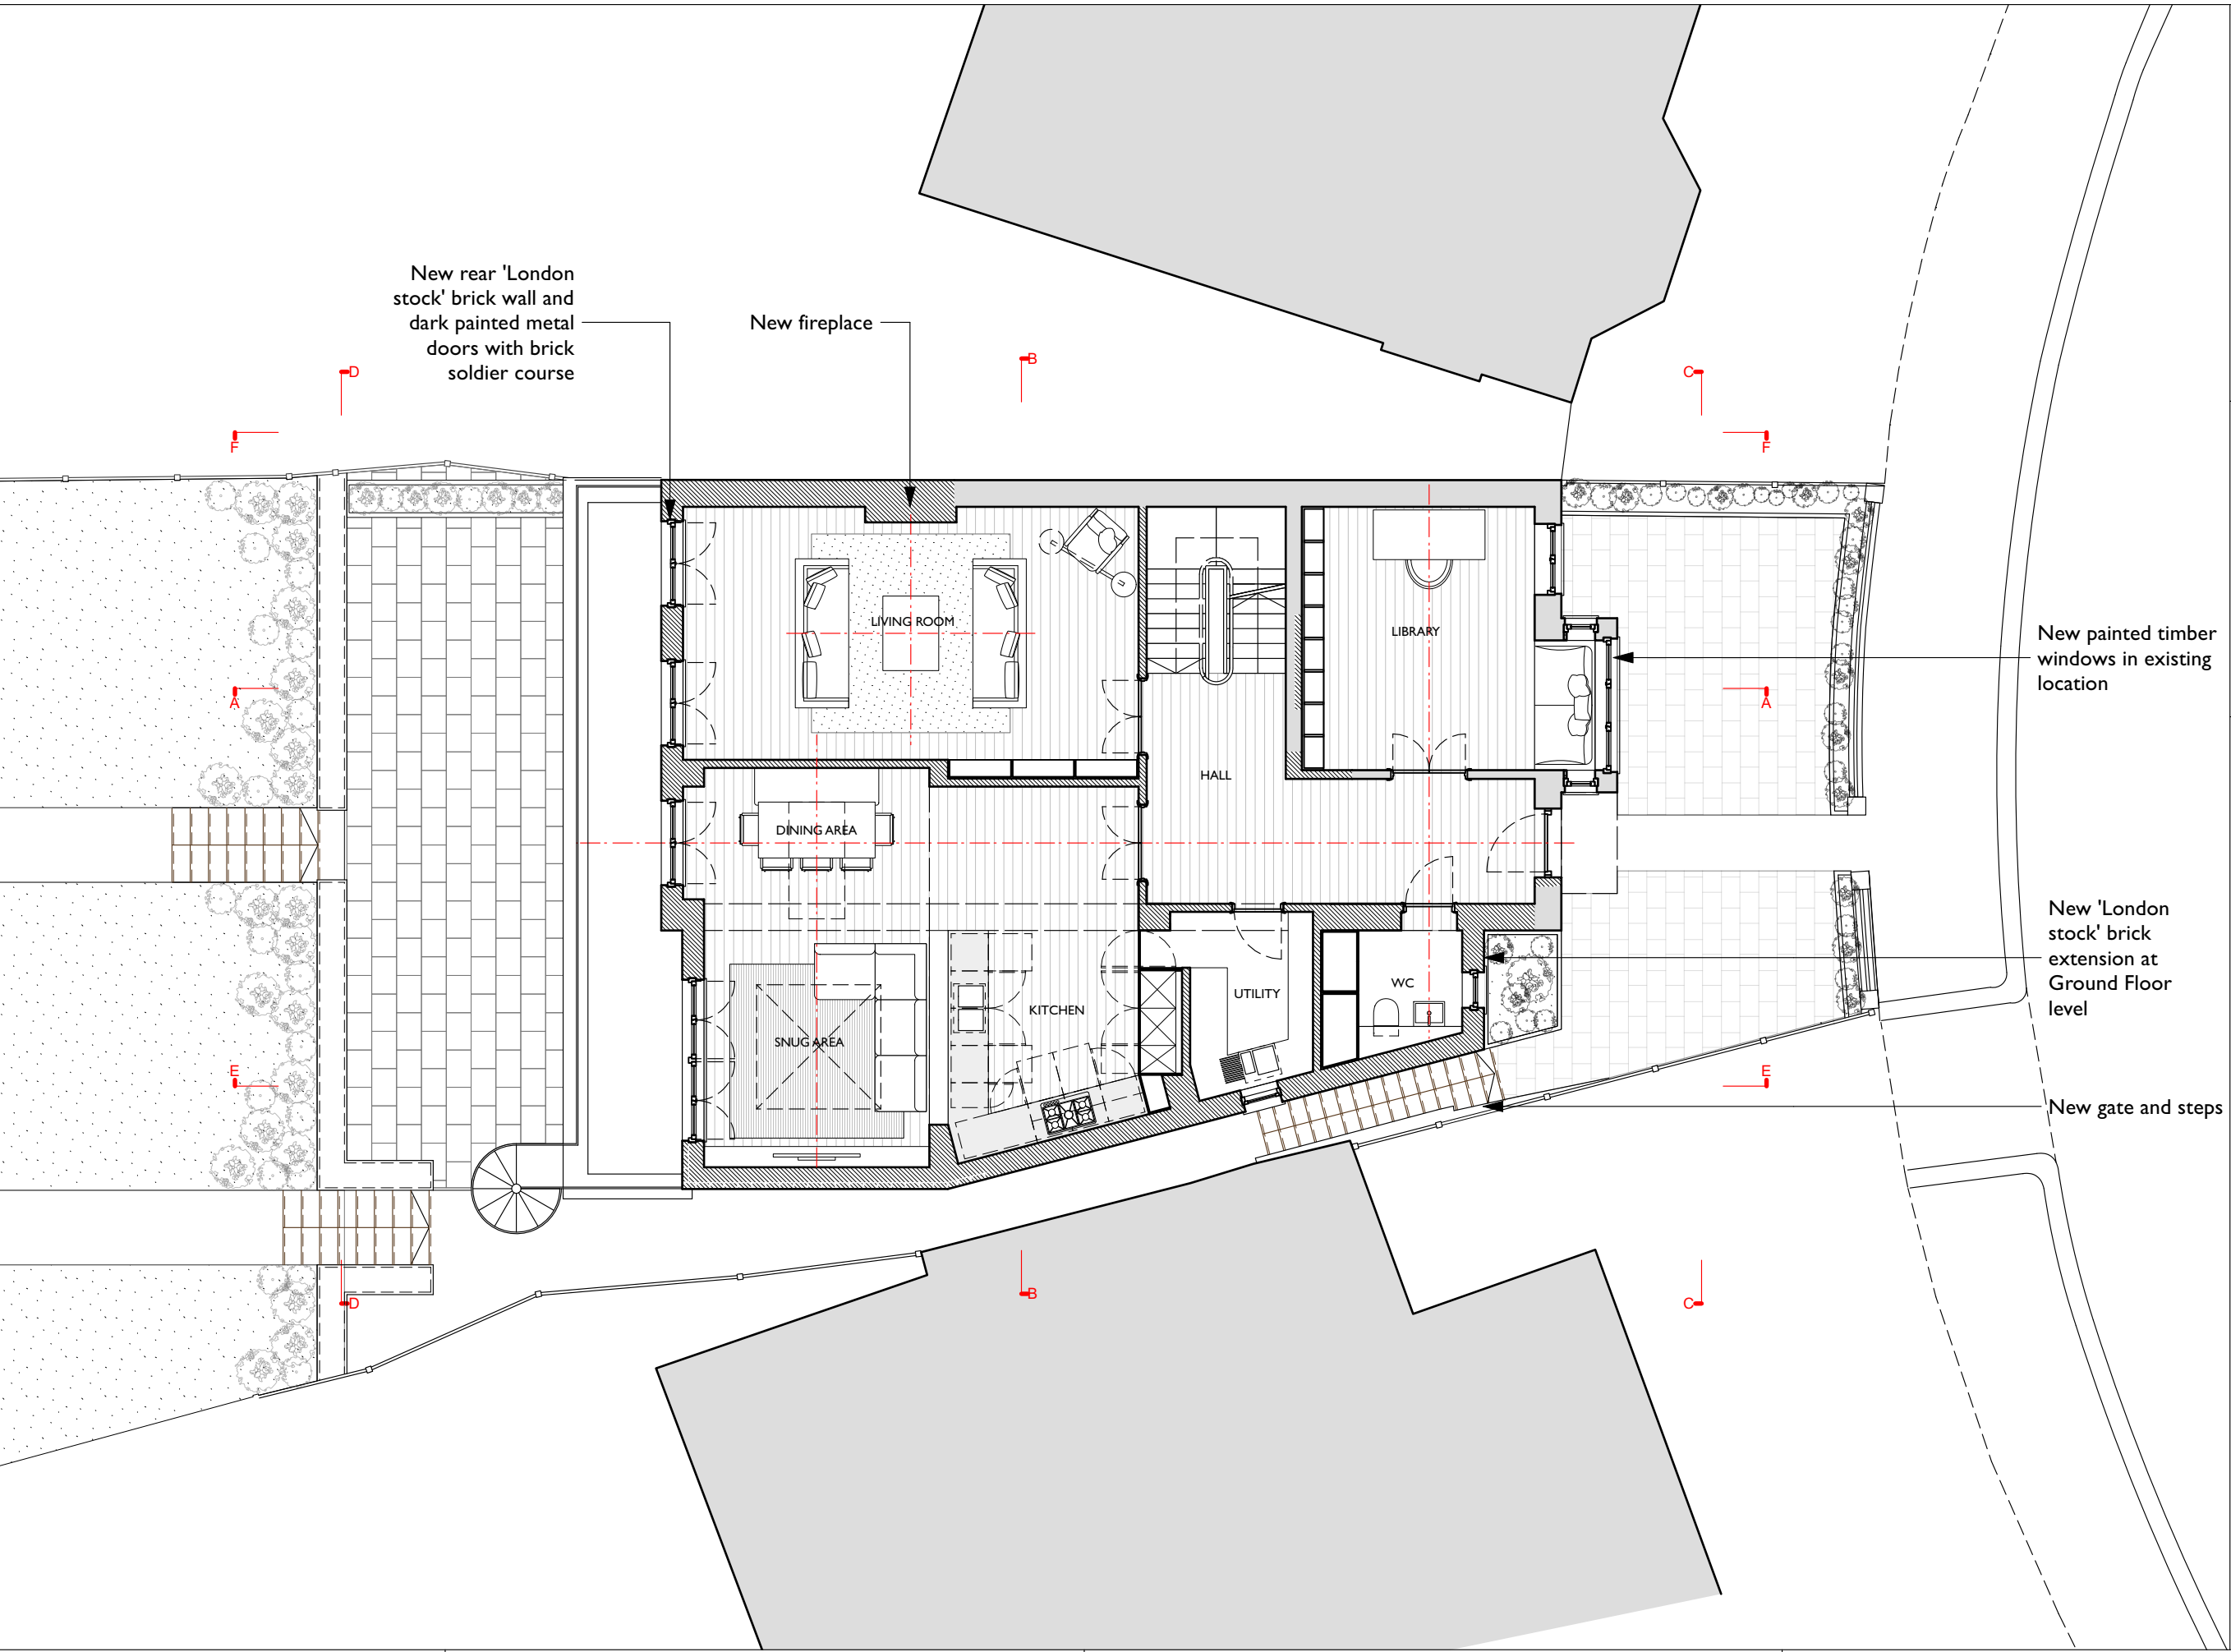 New rear 'London
stock' brick wall and
dark painted metal
doors with brick
soldier course
New fireplace
D
B
C
F
F
LIVING ROOM
LIBRARY
New painted timber
windows in existing
location
A
A
HALL
DINING AREA
New 'London
stock' brick
extension at
Ground Floor
level
WC
UTILITY
KITCHEN
SNUG AREA
E
E
New gate and steps
D
B
C